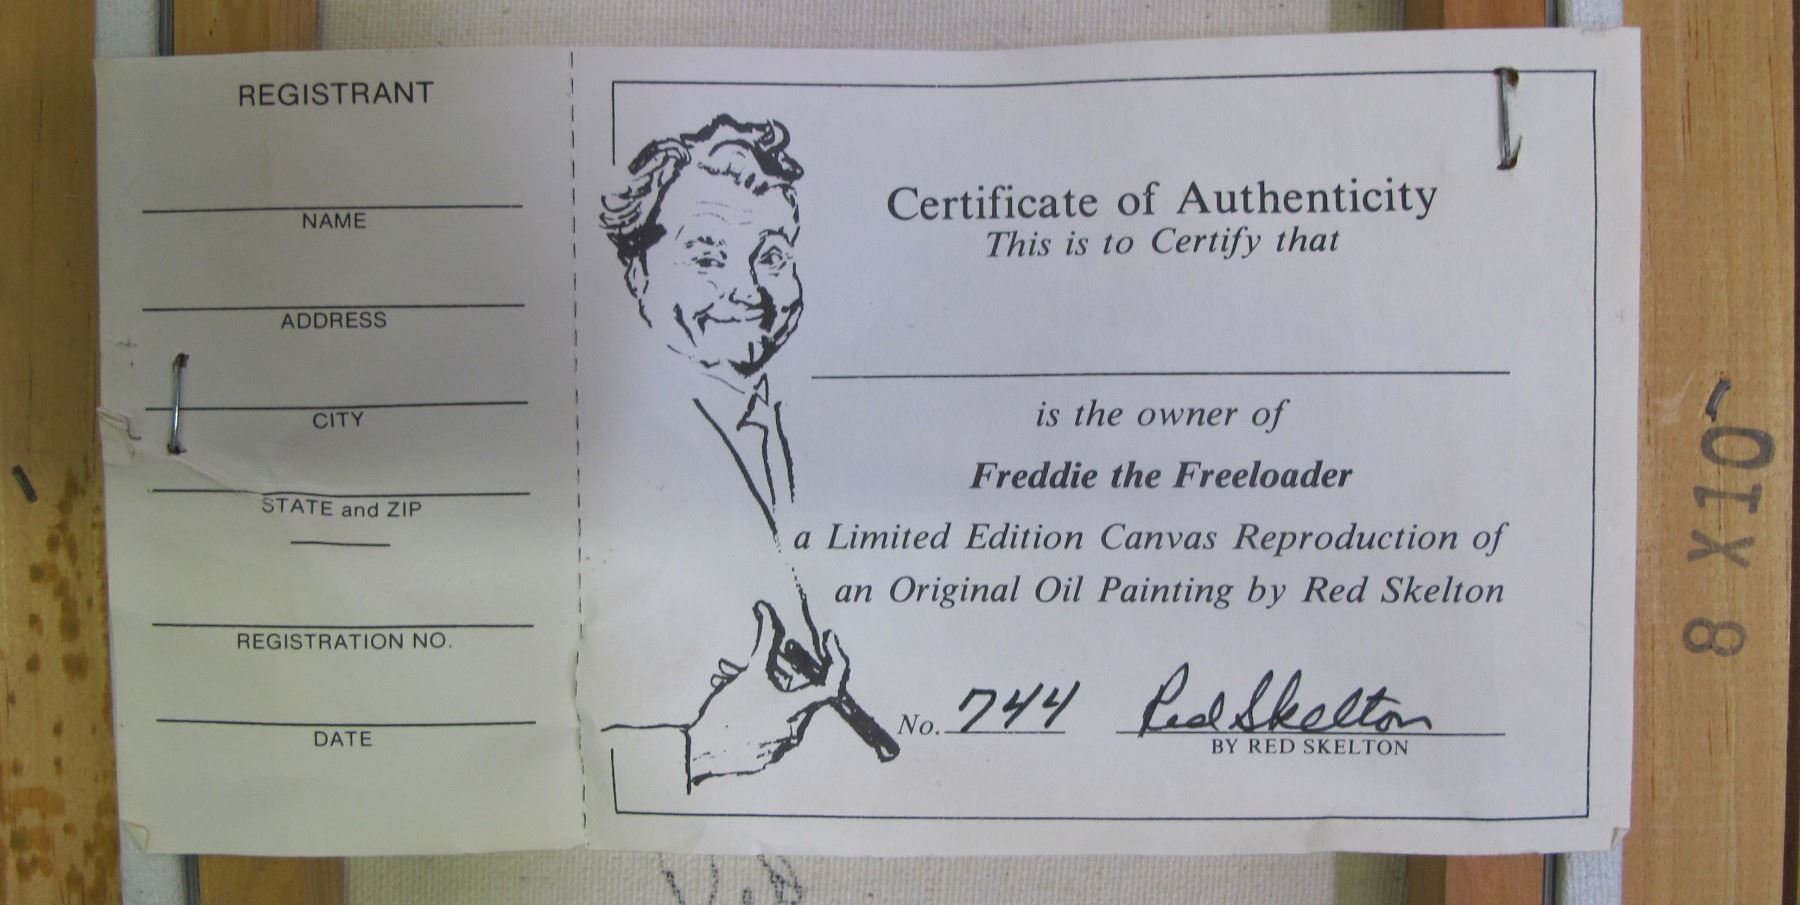 REGISTRANT
NAME
ADDRESS
CITY
STATE and ZIP
REGISTRATION NO.
DATE
Certificate of Authenticity
This is to Certify that
is the owner of
Freddie the Freeloader
a Limited Edition Canvas Reproduction of
an Original Oil Painting by Red Skelton
No. 744 Red Skelton
BY RED SKELTON
8 X 10